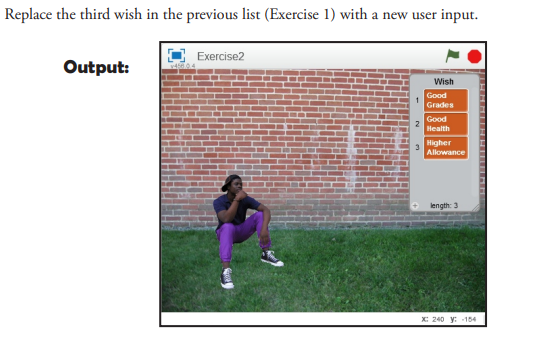 Replace the third wish in the previous list (Exercise 1) with a new user input.
Output:
Exercise2
v456.0.4
Wish
1 Good
Grades
2 Good
Health
3 Higher
Allowance
+ length: 3
x: 240 y: -154